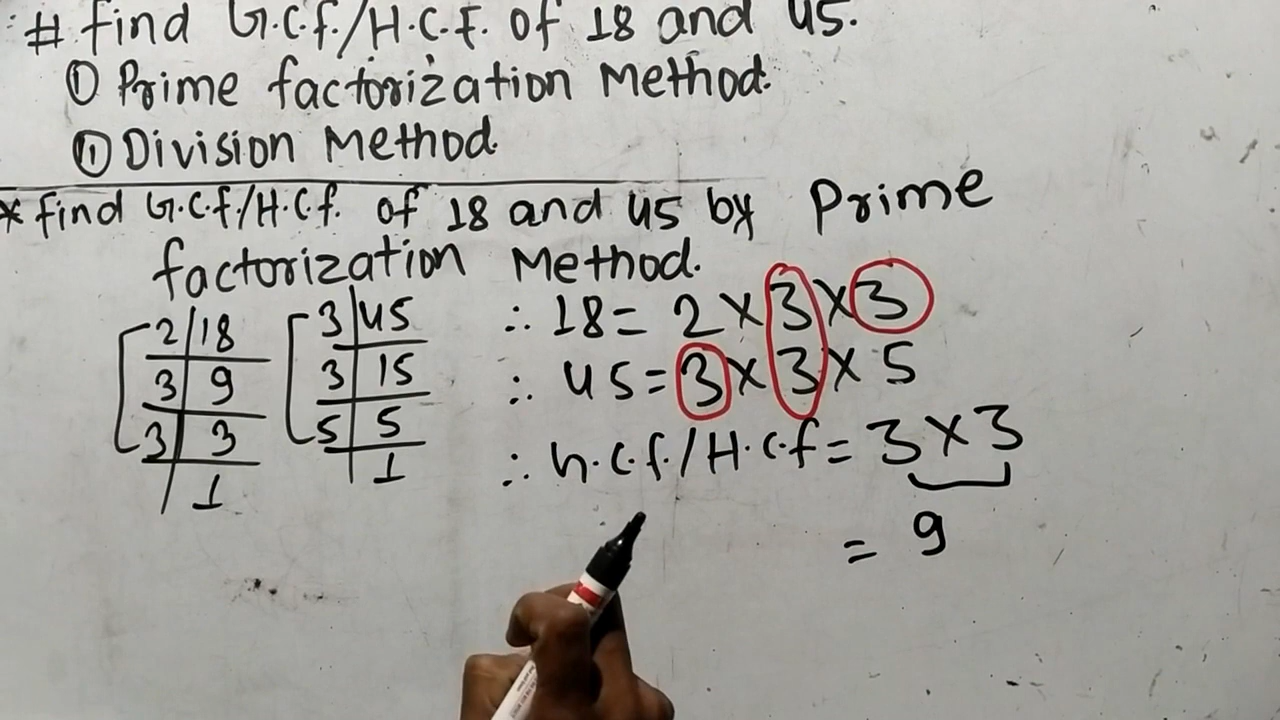 # find G.C.f./H.C.F. of 18 and 45.
① Prime factorization Method.
⑪ Division Method.
* find G.C.f./H.C.f. of 18 and 45 by Prime
factorization Method.
2 | 18
3 | 9
3 | 3
1
3 | 45
3 | 15
5 | 5
1
∴ 18 = 2 × 3 × 3
∴ 45 = 3 × 3 × 5
∴ G.C.f./H.C.f = 3 × 3
= 9